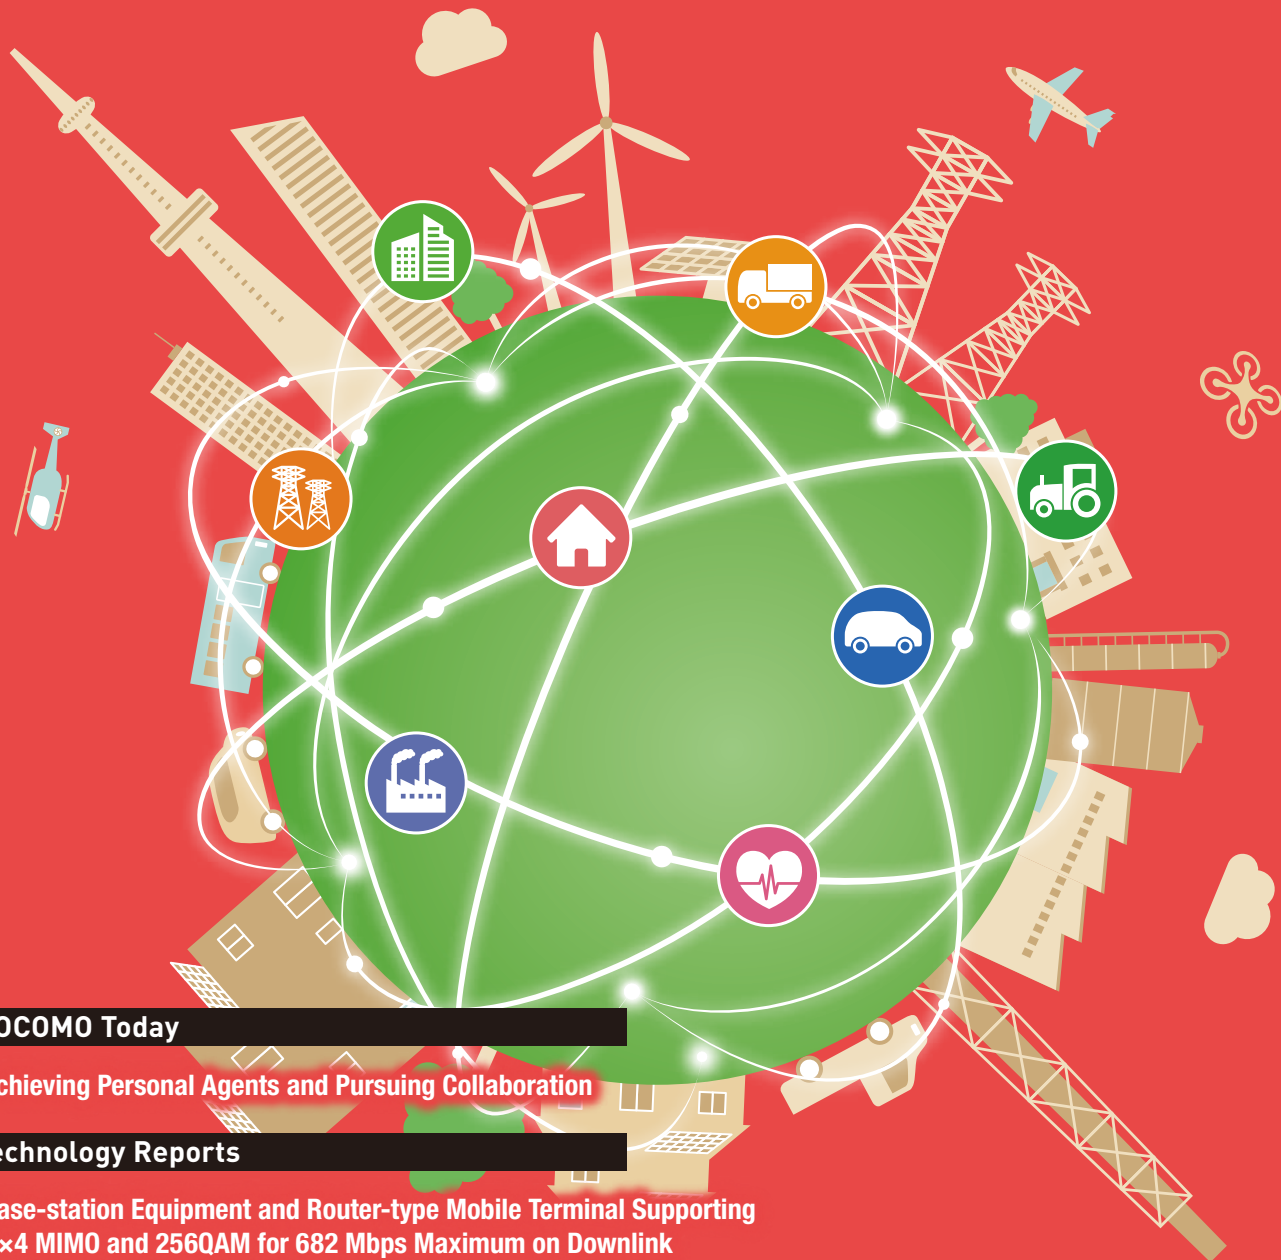 OCOMO Today
chieving Personal Agents and Pursuing Collaboration
echnology Reports
ase-station Equipment and Router-type Mobile Terminal Supporting
×4 MIMO and 256QAM for 682 Mbps Maximum on Downlink